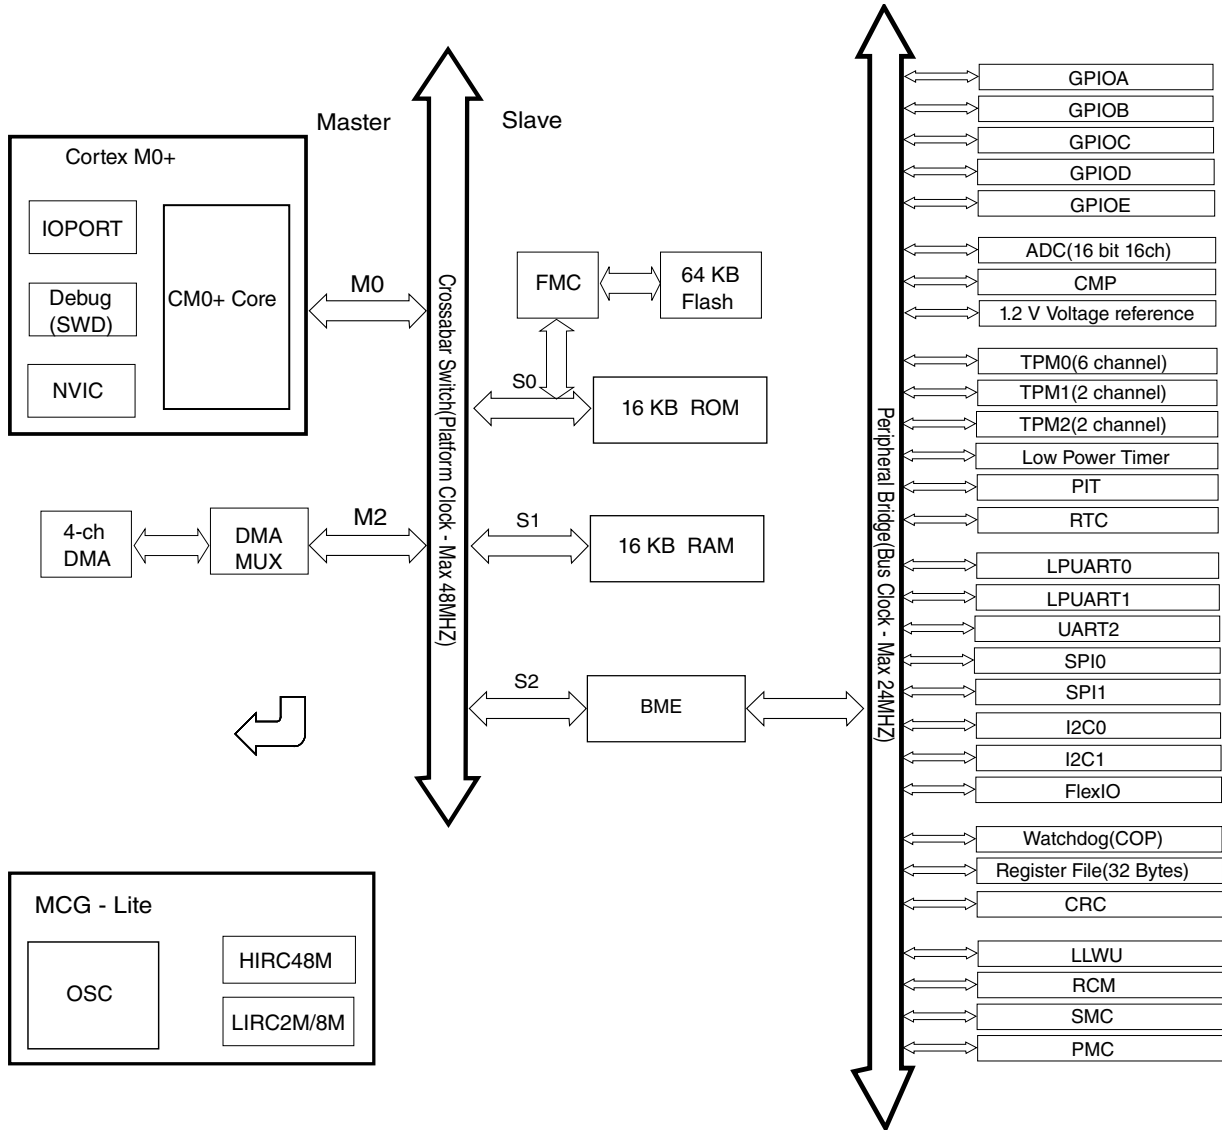 Master
Slave
Cortex M0+
IOPORT
Debug
(SWD)
NVIC
CM0+ Core
M0
4-ch
DMA
DMA
MUX
M2
Crossabar Switch(Platform Clock - Max 48MHZ)
FMC
64 KB
Flash
S0
16 KB ROM
S1
16 KB RAM
S2
BME
Peripheral Bridge(Bus Clock - Max 24MHZ)
GPIOA
GPIOB
GPIOC
GPIOD
GPIOE
ADC(16 bit 16ch)
CMP
1.2 V Voltage reference
TPM0(6 channel)
TPM1(2 channel)
TPM2(2 channel)
Low Power Timer
PIT
RTC
LPUART0
LPUART1
UART2
SPI0
SPI1
I2C0
I2C1
FlexIO
Watchdog(COP)
Register File(32 Bytes)
CRC
LLWU
RCM
SMC
PMC
MCG - Lite
OSC
HIRC48M
LIRC2M/8M